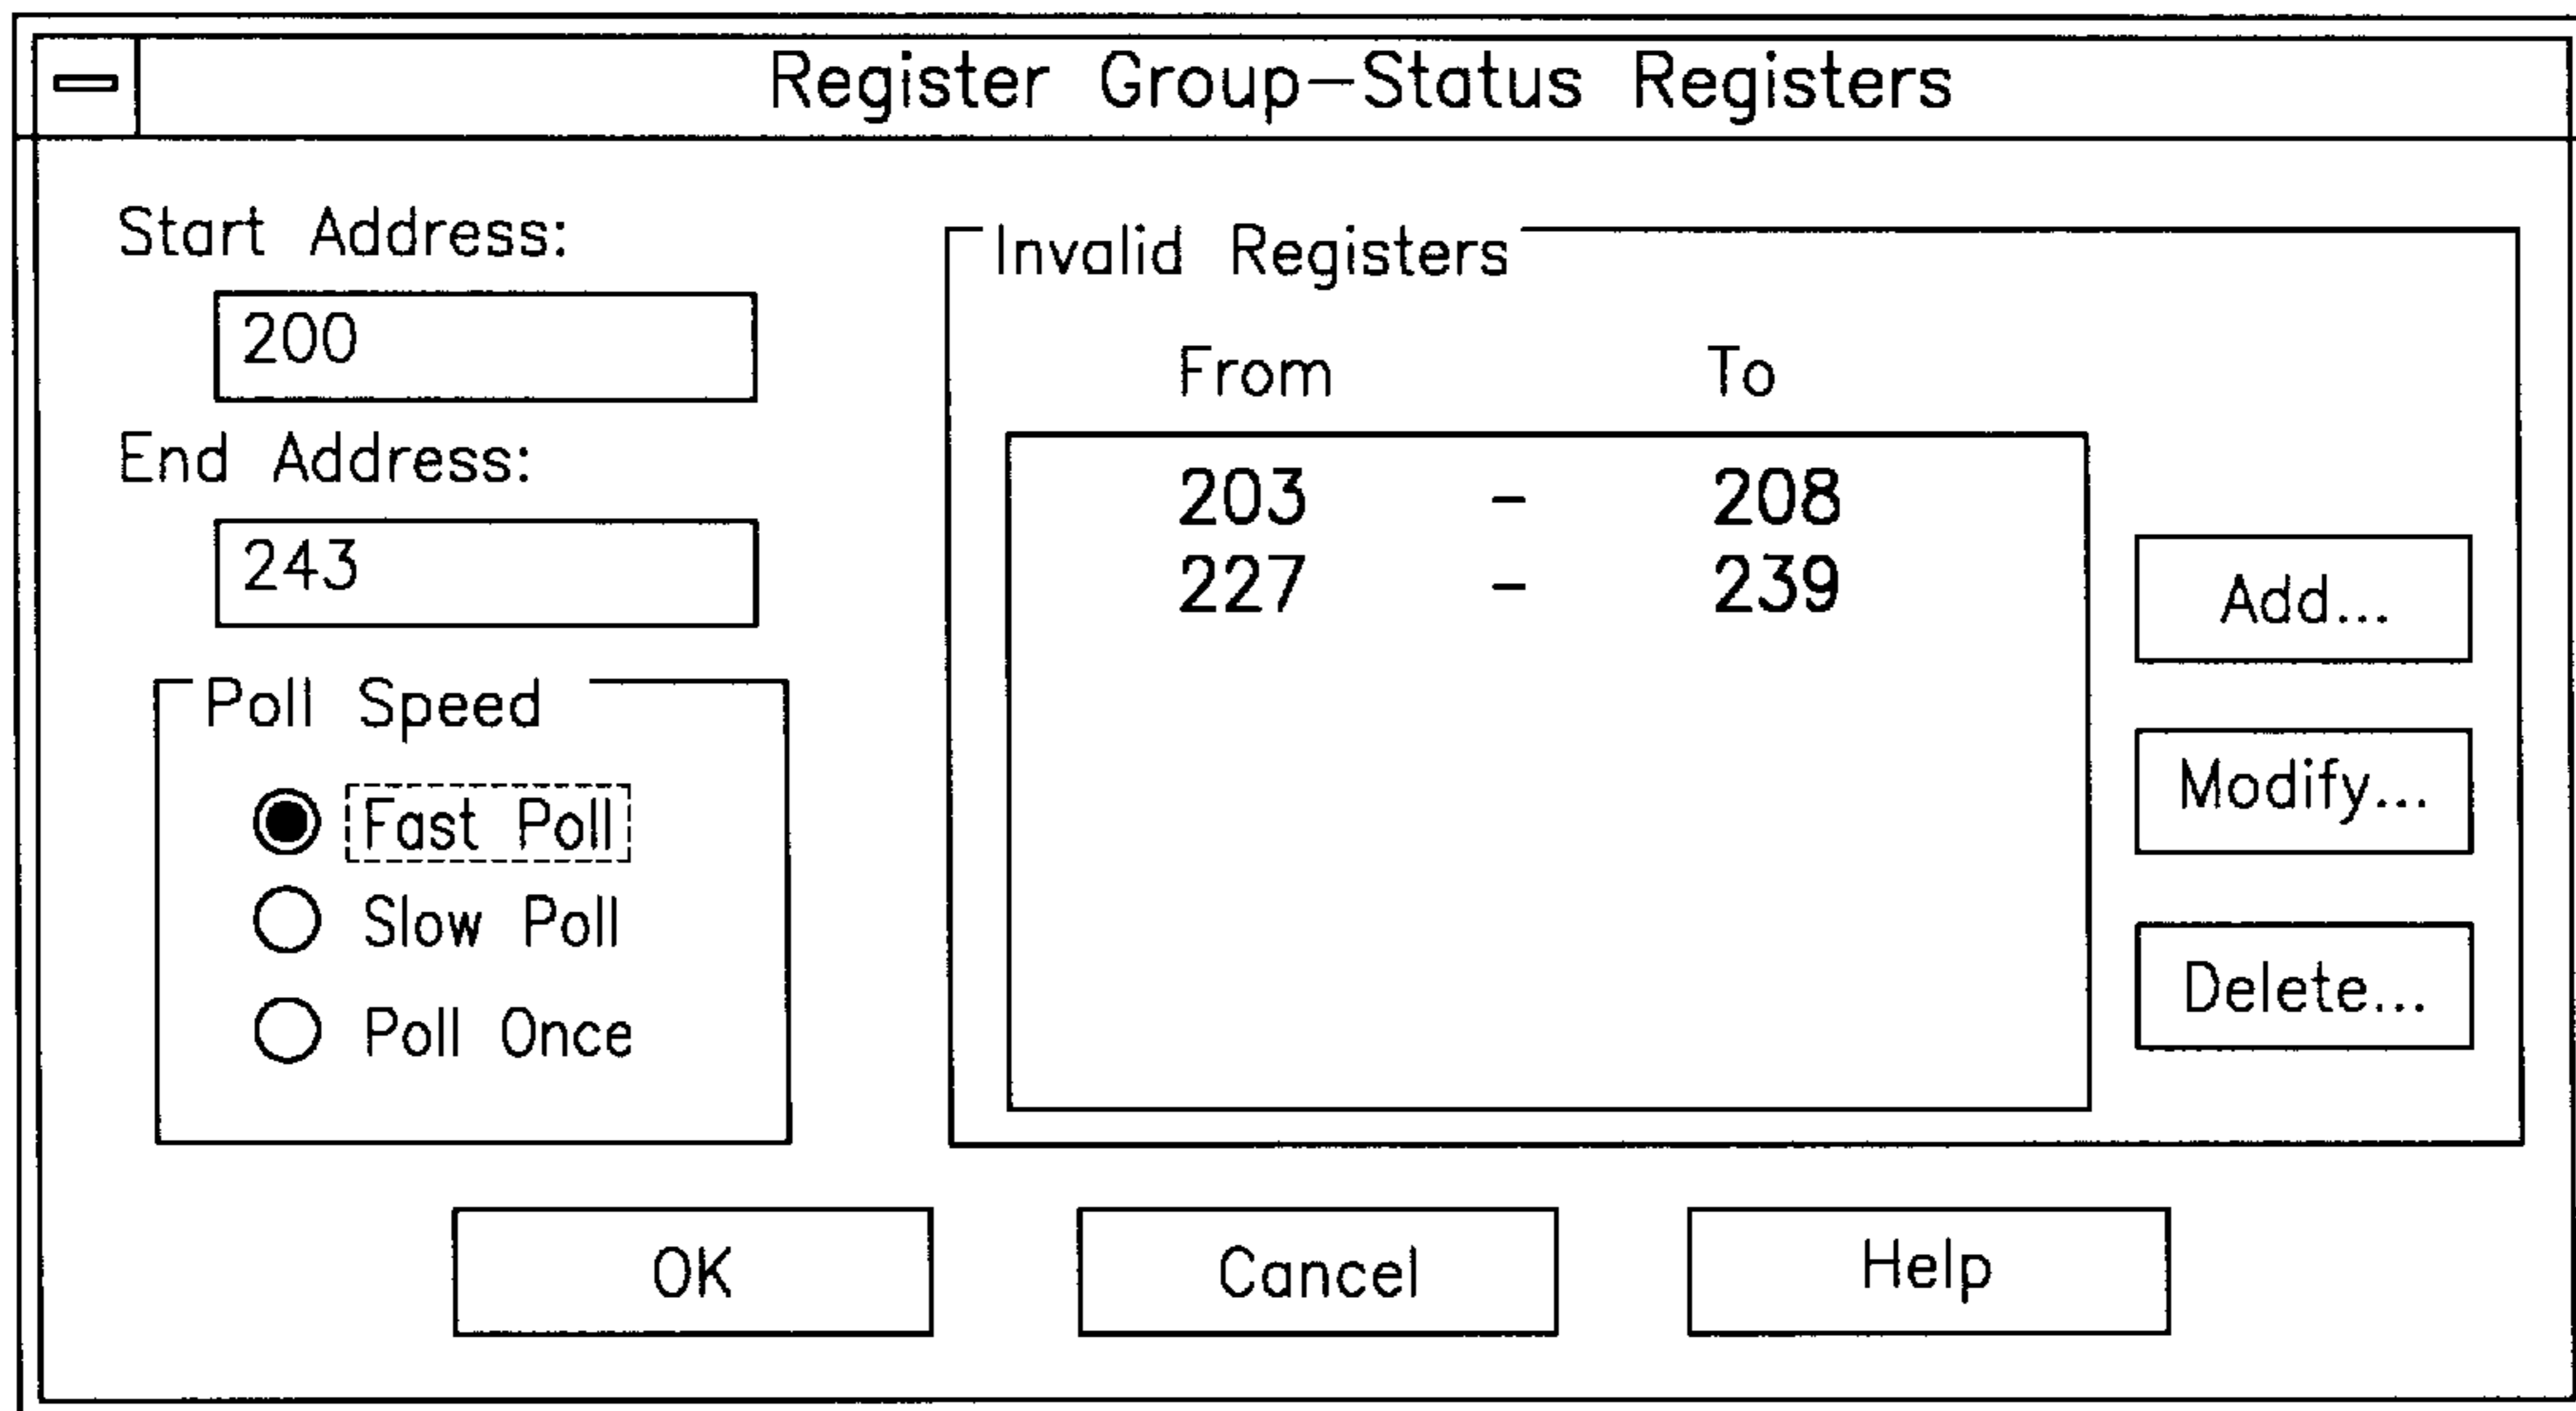 Register Group-Status Registers
Start Address:
200
End Address:
243
Poll Speed
Fast Poll
Slow Poll
Poll Once
Invalid Registers
From To
203 - 208
227 - 239
Add...
Modify...
Delete...
OK Cancel Help